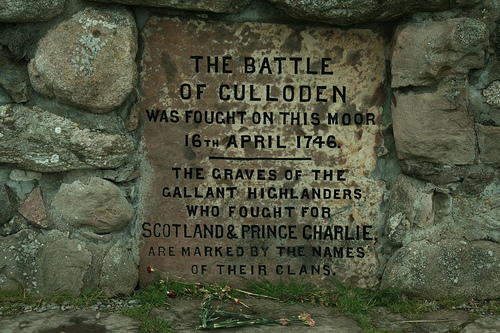 THE BATTLE
OF CULLODEN
WAS FOUGHT ON THIS MOOR
16TH APRIL 1746.
THE GRAVES OF THE
GALLANT HIGHLANDERS,
WHO FOUGHT FOR
SCOTLAND & PRINCE CHARLIE,
ARE MARKED BY THE NAMES
OF THEIR CLANS.